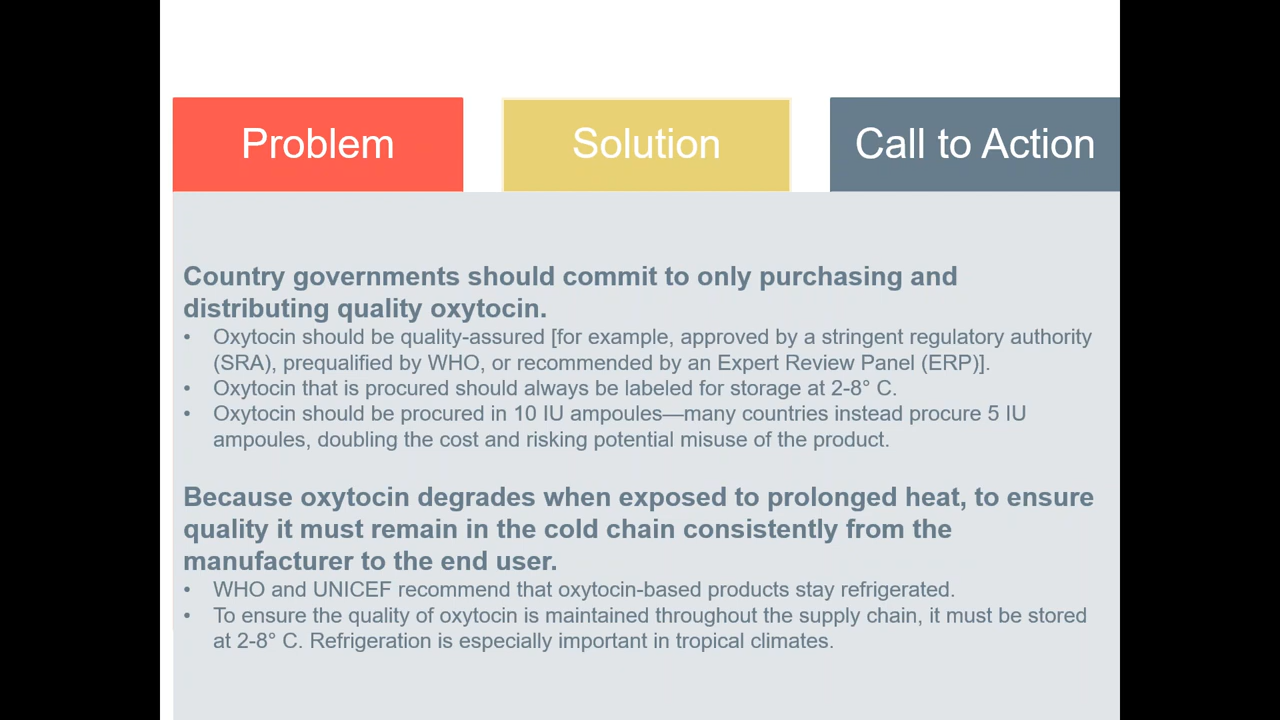 Problem
Solution
Call to Action
Country governments should commit to only purchasing and
distributing quality oxytocin.
• Oxytocin should be quality-assured [for example, approved by a stringent regulatory authority
(SRA), prequalified by WHO, or recommended by an Expert Review Panel (ERP)].
• Oxytocin that is procured should always be labeled for storage at 2-8° C.
• Oxytocin should be procured in 10 IU ampoules—many countries instead procure 5 IU
ampoules, doubling the cost and risking potential misuse of the product.
Because oxytocin degrades when exposed to prolonged heat, to ensure
quality it must remain in the cold chain consistently from the
manufacturer to the end user.
• WHO and UNICEF recommend that oxytocin-based products stay refrigerated.
• To ensure the quality of oxytocin is maintained throughout the supply chain, it must be stored
at 2-8° C. Refrigeration is especially important in tropical climates.